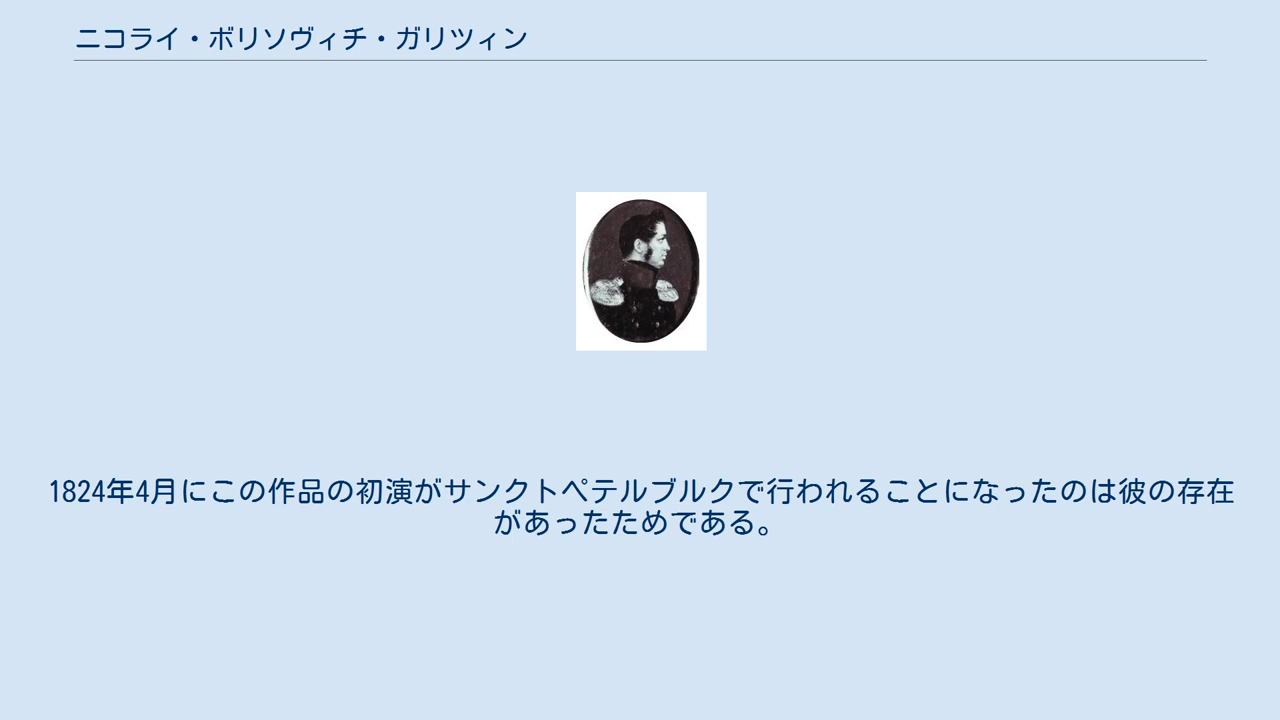 ニコライ・ボリソヴィチ・ガリツィン
1824年4月にこの作品の初演がサンクトペテルブルクで行われることになったのは彼の存在
があったためである。